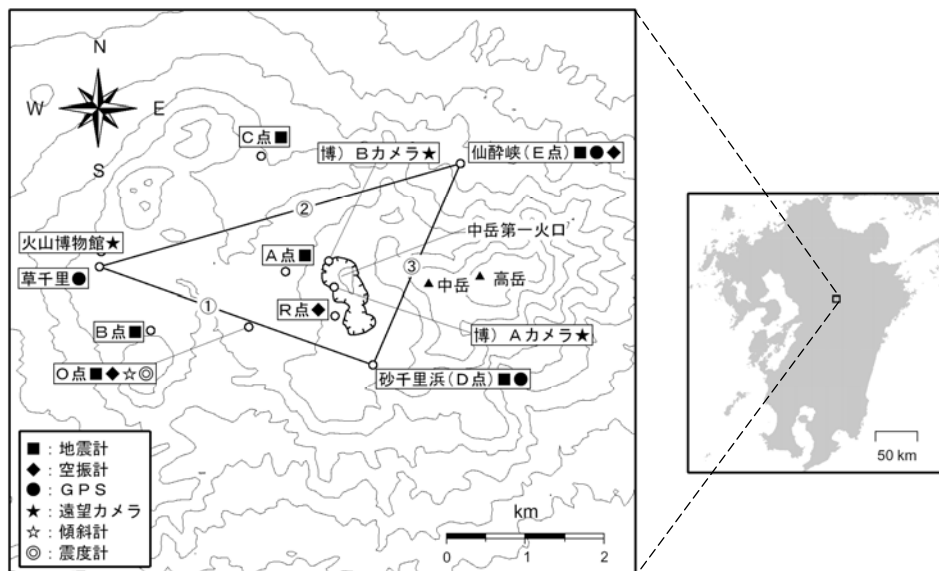 N
W E
S
C点■
博）Bカメラ★
仙酔峡（E点）■●◆
②
火山博物館★
中岳第一火口
A点■
③
草千里●
▲中岳
▲ 高岳
①
R点◆
B点■
博）Aカメラ★
O点■◆☆◎
砂千里浜（D点）■●
■：地震計
◆：空振計
●：GPS
★：遠望カメラ
☆：傾斜計
◎：震度計
km
0 1 2
50 km